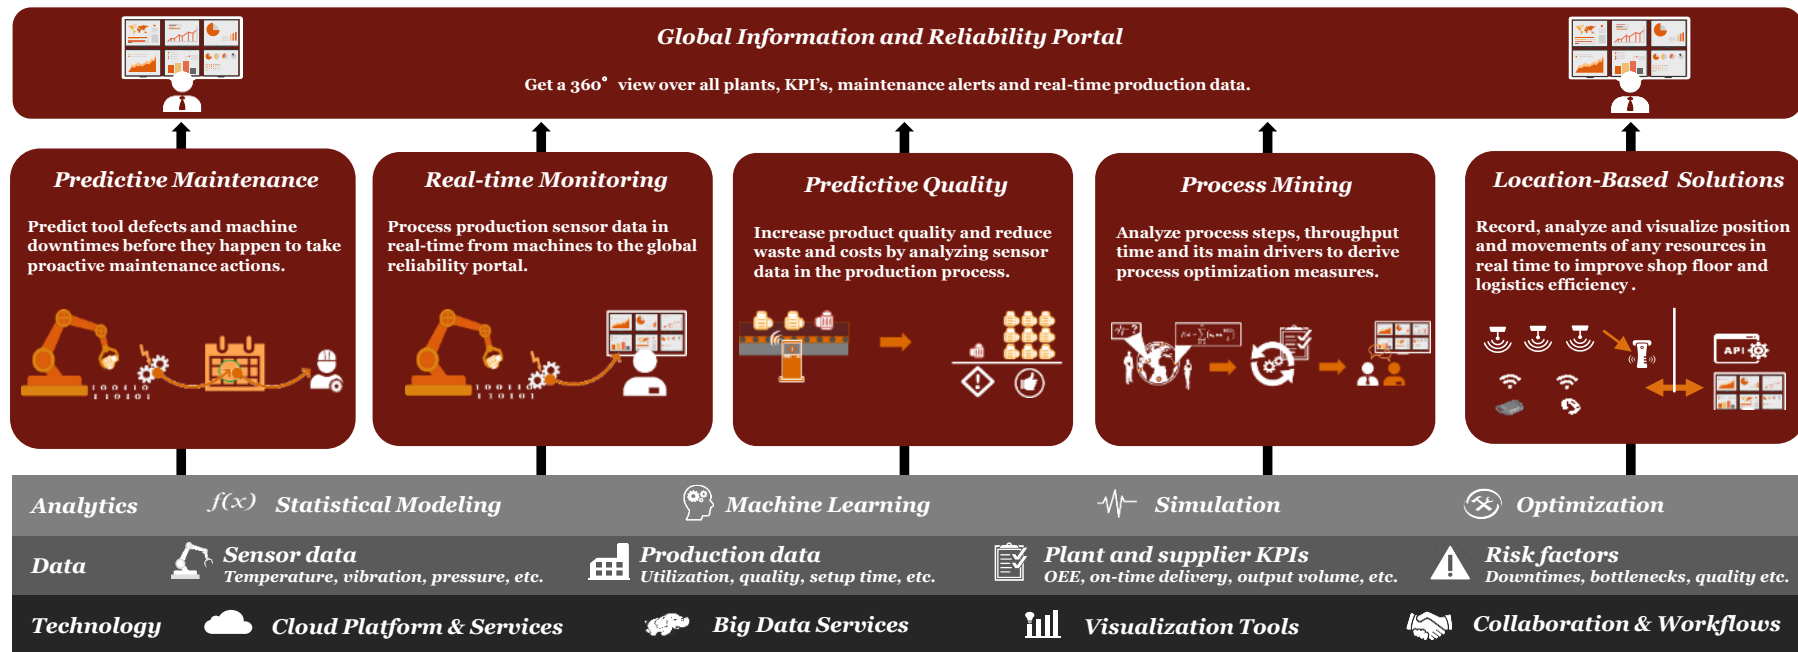 Global Information and Reliability Portal
Get a 360° view over all plants, KPI's, maintenance alerts and real-time production data.
Predictive Maintenance
Predict tool defects and machine
downtimes before they happen to take
proactive maintenance actions.
100110
110101
Real-time Monitoring
Process production sensor data in
real-time from machines to the global
reliability portal.
100110
110101
Predictive Quality
Increase product quality and reduce
waste and costs by analyzing sensor
data in the production process.
Process Mining
Analyze process steps, throughput
time and its main drivers to derive
process optimization measures.
Location-Based Solutions
Record, analyze and visualize position
and movements of any resources in
real time to improve shop floor and
logistics efficiency.
API
Analytics
f(x) Statistical Modeling
Machine Learning
Simulation
Optimization
Data
Sensor data
Temperature, vibration, pressure, etc.
Production data
Utilization, quality, setup time, etc.
Plant and supplier KPIs
OEE, on-time delivery, output volume, etc.
Risk factors
Downtimes, bottlenecks, quality etc.
Technology
Cloud Platform & Services
Big Data Services
Visualization Tools
Collaboration & Workflows